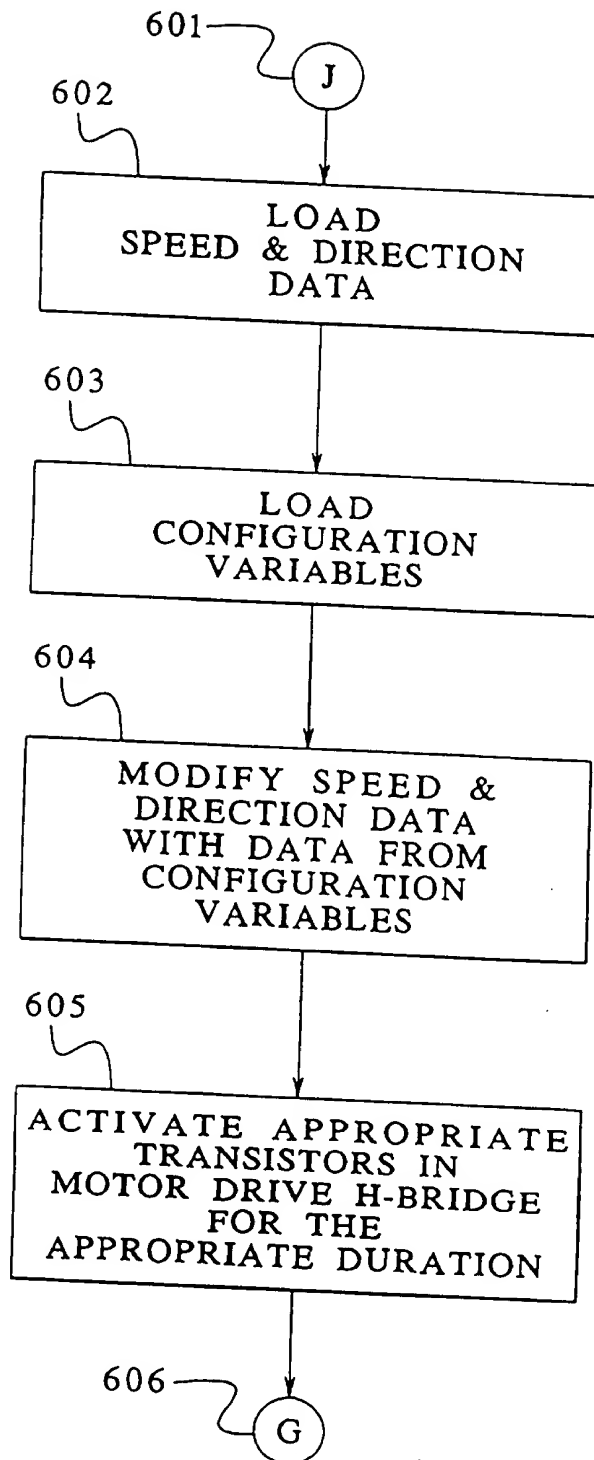 601
J
602
LOAD
SPEED & DIRECTION
DATA
603
LOAD
CONFIGURATION
VARIABLES
604
MODIFY SPEED &
DIRECTION DATA
WITH DATA FROM
CONFIGURATION
VARIABLES
605
ACTIVATE APPROPRIATE
TRANSISTORS IN
MOTOR DRIVE H-BRIDGE
FOR THE
APPROPRIATE DURATION
606
G